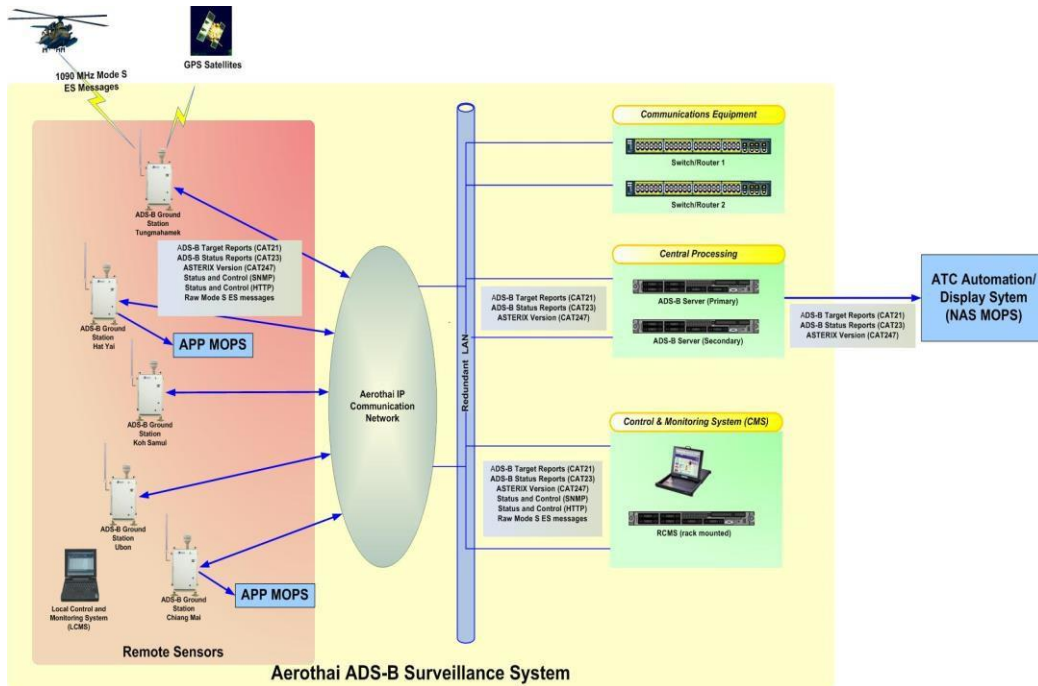 GPS Satellites
1090 MHz Mode S
ES Messages
ADS-B Ground
Station
Tungmahamek
ADS-B Target Reports (CAT21)
ADS-B Status Reports (CAT23)
ASTERIX Version (CAT247)
Status and Control (SNMP)
Status and Control (HTTP)
Raw Mode S ES messages
ADS-B Ground
Station
Hat Yai
APP MOPS
ADS-B Ground
Station
Koh Samui
ADS-B Ground
Station
Ubon
Local Control and
Monitoring System
(LCMS)
ADS-B Ground
Station
Chiang Mai
APP MOPS
Remote Sensors
Aerothai IP
Communication
Network
Redundant LAN
Communications Equipment
Switch/Router 1
Switch/Router 2
Central Processing
ADS-B Server (Primary)
ADS-B Server (Secondary)
ADS-B Target Reports (CAT21)
ADS-B Status Reports (CAT23)
ASTERIX Version (CAT247)
ADS-B Target Reports (CAT21)
ADS-B Status Reports (CAT23)
ASTERIX Version (CAT247)
ATC Automation/
Display Sytem
(NAS MOPS)
Control & Monitoring System (CMS)
RCMS (rack mounted)
ADS-B Target Reports (CAT21)
ADS-B Status Reports (CAT23)
ASTERIX Version (CAT247)
Status and Control (SNMP)
Status and Control (HTTP)
Raw Mode S ES messages
Aerothai ADS-B Surveillance System